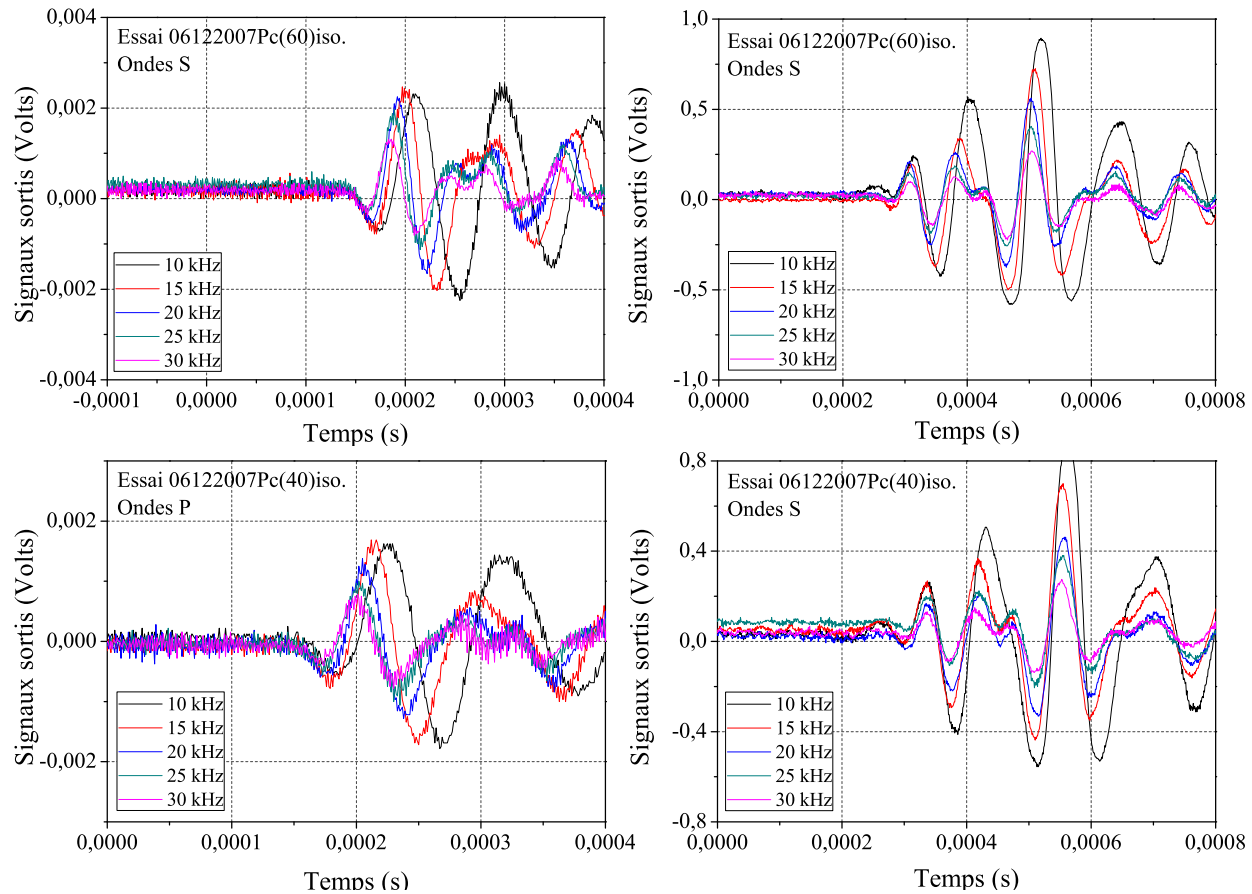 Essai 06122007Pc(60)iso.
Ondes S
Signaux sortis (Volts)
0,004
0,002
0,000
-0,002
-0,004
10 kHz
15 kHz
20 kHz
25 kHz
30 kHz
-0,0001
0,0000
0,0001
0,0002
0,0003
0,0004
Temps (s)
Essai 06122007Pc(60)iso.
Ondes S
Signaux sortis (Volts)
1,0
0,5
0,0
-0,5
-1,0
10 kHz
15 kHz
20 kHz
25 kHz
30 kHz
0,0000
0,0002
0,0004
0,0006
0,0008
Temps (s)
Essai 06122007Pc(40)iso.
Ondes P
Signaux sortis (Volts)
0,002
0,000
-0,002
10 kHz
15 kHz
20 kHz
25 kHz
30 kHz
0,0000
0,0001
0,0002
0,0003
0,0004
Temps (s)
Essai 06122007Pc(40)iso.
Ondes S
Signaux sortis (Volts)
0,8
0,4
0,0
-0,4
-0,8
10 kHz
15 kHz
20 kHz
25 kHz
30 kHz
0,0000
0,0002
0,0004
0,0006
0,0008
Temps (s)